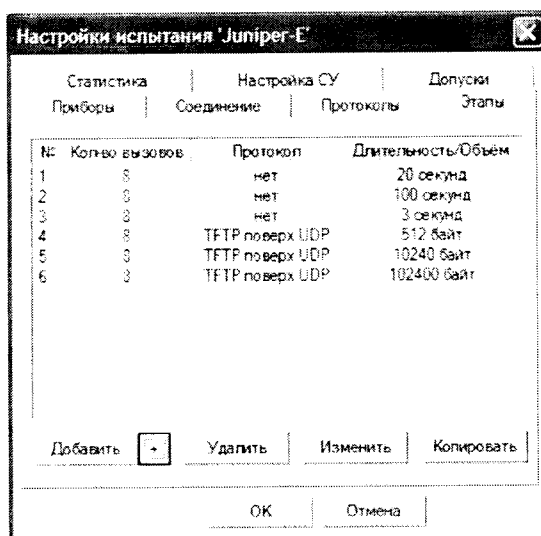 Настройки испытания 'Juniper-E'
Статистика Настройка СУ Допуски
Приборы Соединение Протоколы Этапы
№ Кол-во вызовов Протокол Длительность/Объем
1 8 нет 20 секунд
2 8 нет 100 секунд
3 8 нет 3 секунд
4 8 TFTP поверх UDP 512 байт
5 8 TFTP поверх UDP 10240 байт
6 8 TFTP поверх UDP 102400 байт
Добавить + Удалить Изменить Копировать
OK Отмена